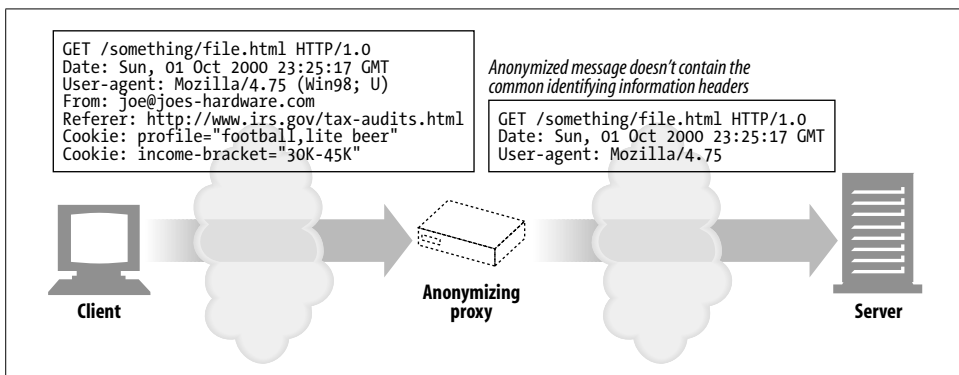 GET /something/file.html HTTP/1.0
Date: Sun, 01 Oct 2000 23:25:17 GMT
User-agent: Mozilla/4.75 (Win98; U)
From: joe@joes-hardware.com
Referer: http://www.irs.gov/tax-audits.html
Cookie: profile="football,lite beer"
Cookie: income-bracket="30K-45K"
Anonymized message doesn't contain the
common identifying information headers
GET /something/file.html HTTP/1.0
Date: Sun, 01 Oct 2000 23:25:17 GMT
User-agent: Mozilla/4.75
Client
Anonymizing
proxy
Server